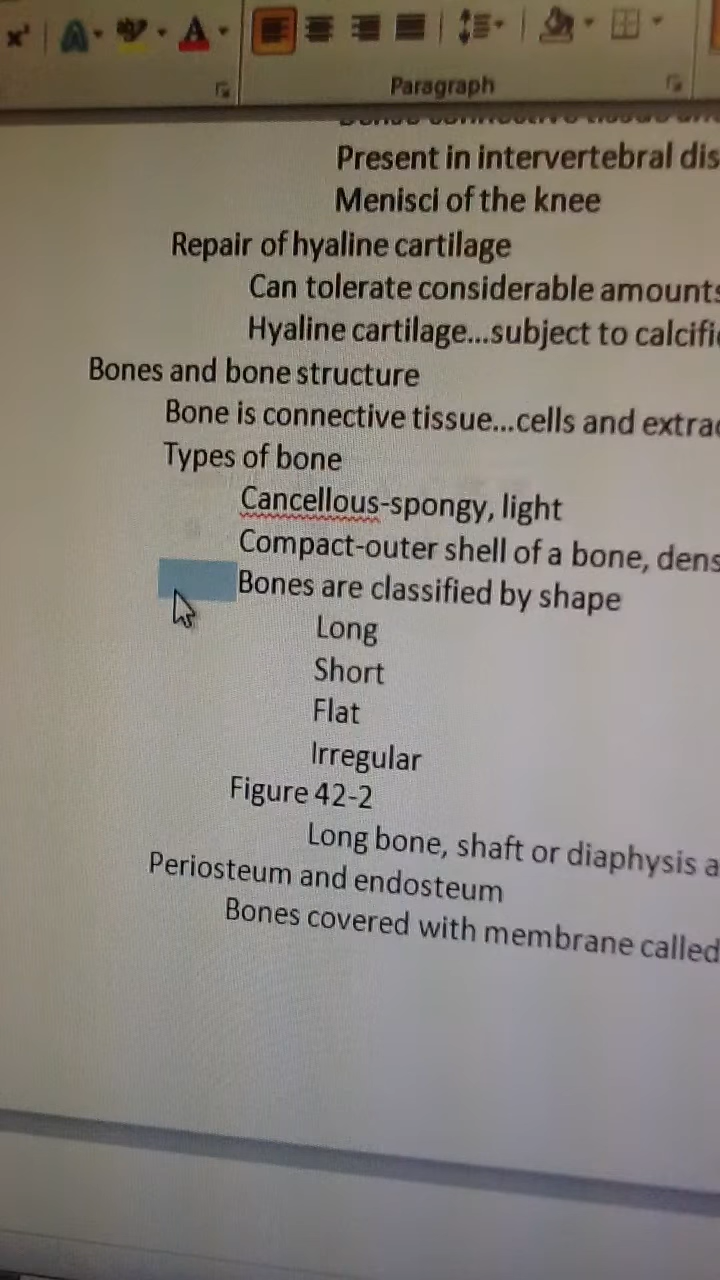 Paragraph
Present in intervertebral dis
Menisci of the knee
Repair of hyaline cartilage
Can tolerate considerable amounts
Hyaline cartilage...subject to calcifi
Bones and bone structure
Bone is connective tissue...cells and extrac
Types of bone
Cancellous-spongy, light
Compact-outer shell of a bone, dens
Bones are classified by shape
Long
Short
Flat
Irregular
Figure 42-2
Long bone, shaft or diaphysis a
Periosteum and endosteum
Bones covered with membrane called